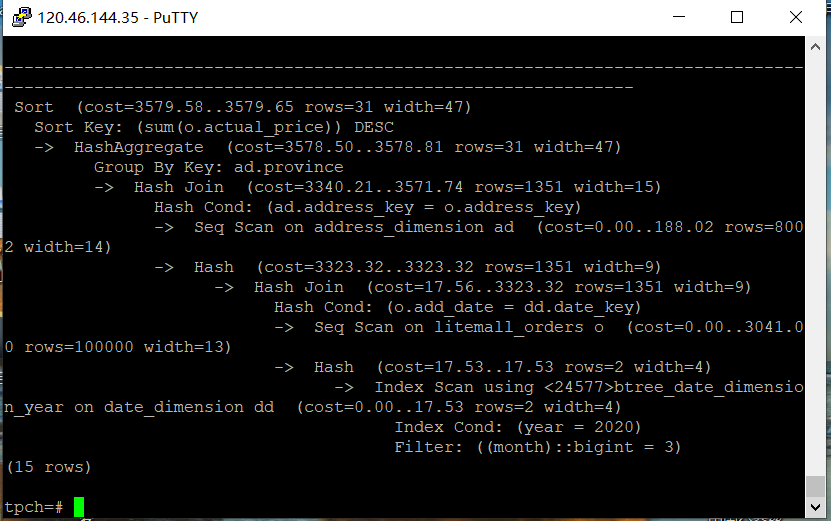 120.46.144.35 - PuTTY
--------------------------------------------------------------------------------
---------------------------------------------------------------
 Sort  (cost=3579.58..3579.65 rows=31 width=47)
   Sort Key: (sum(o.actual_price)) DESC
   ->  HashAggregate  (cost=3578.50..3578.81 rows=31 width=47)
         Group By Key: ad.province
         ->  Hash Join  (cost=3340.21..3571.74 rows=1351 width=15)
               Hash Cond: (ad.address_key = o.address_key)
               ->  Seq Scan on address_dimension ad  (cost=0.00..188.02 rows=800
2 width=14)
               ->  Hash  (cost=3323.32..3323.32 rows=1351 width=9)
                     ->  Hash Join  (cost=17.56..3323.32 rows=1351 width=9)
                           Hash Cond: (o.add_date = dd.date_key)
                           ->  Seq Scan on litemall_orders o  (cost=0.00..3041.0
0 rows=100000 width=13)
                           ->  Hash  (cost=17.53..17.53 rows=2 width=4)
                                 ->  Index Scan using <24577>btree_date_dimensio
n_year on date_dimension dd  (cost=0.00..17.53 rows=2 width=4)
                                       Index Cond: (year = 2020)
                                       Filter: ((month)::bigint = 3)
(15 rows)
tpch=#